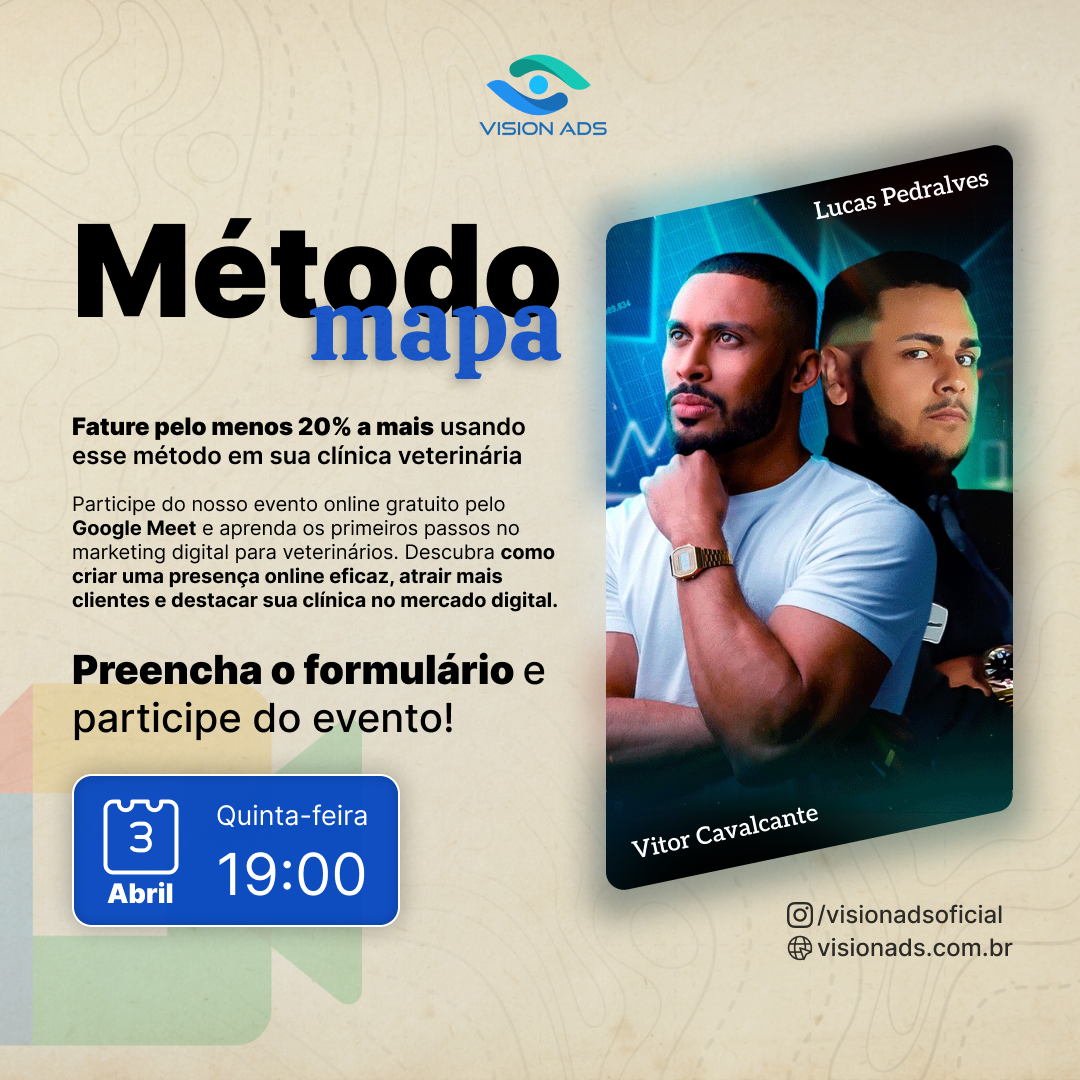 VISION ADS
Método
mapa
Fature pelo menos 20% a mais usando
esse método em sua clínica veterinária
Participe do nosso evento online gratuito pelo
Google Meet e aprenda os primeiros passos no
marketing digital para veterinários. Descubra como
criar uma presença online eficaz, atrair mais
clientes e destacar sua clínica no mercado digital.
Preencha o formulário e
participe do evento!
3
Abril
Quinta-feira
19:00
Lucas Pedralves
Vitor Cavalcante
/visionadsoficial
visionads.com.br